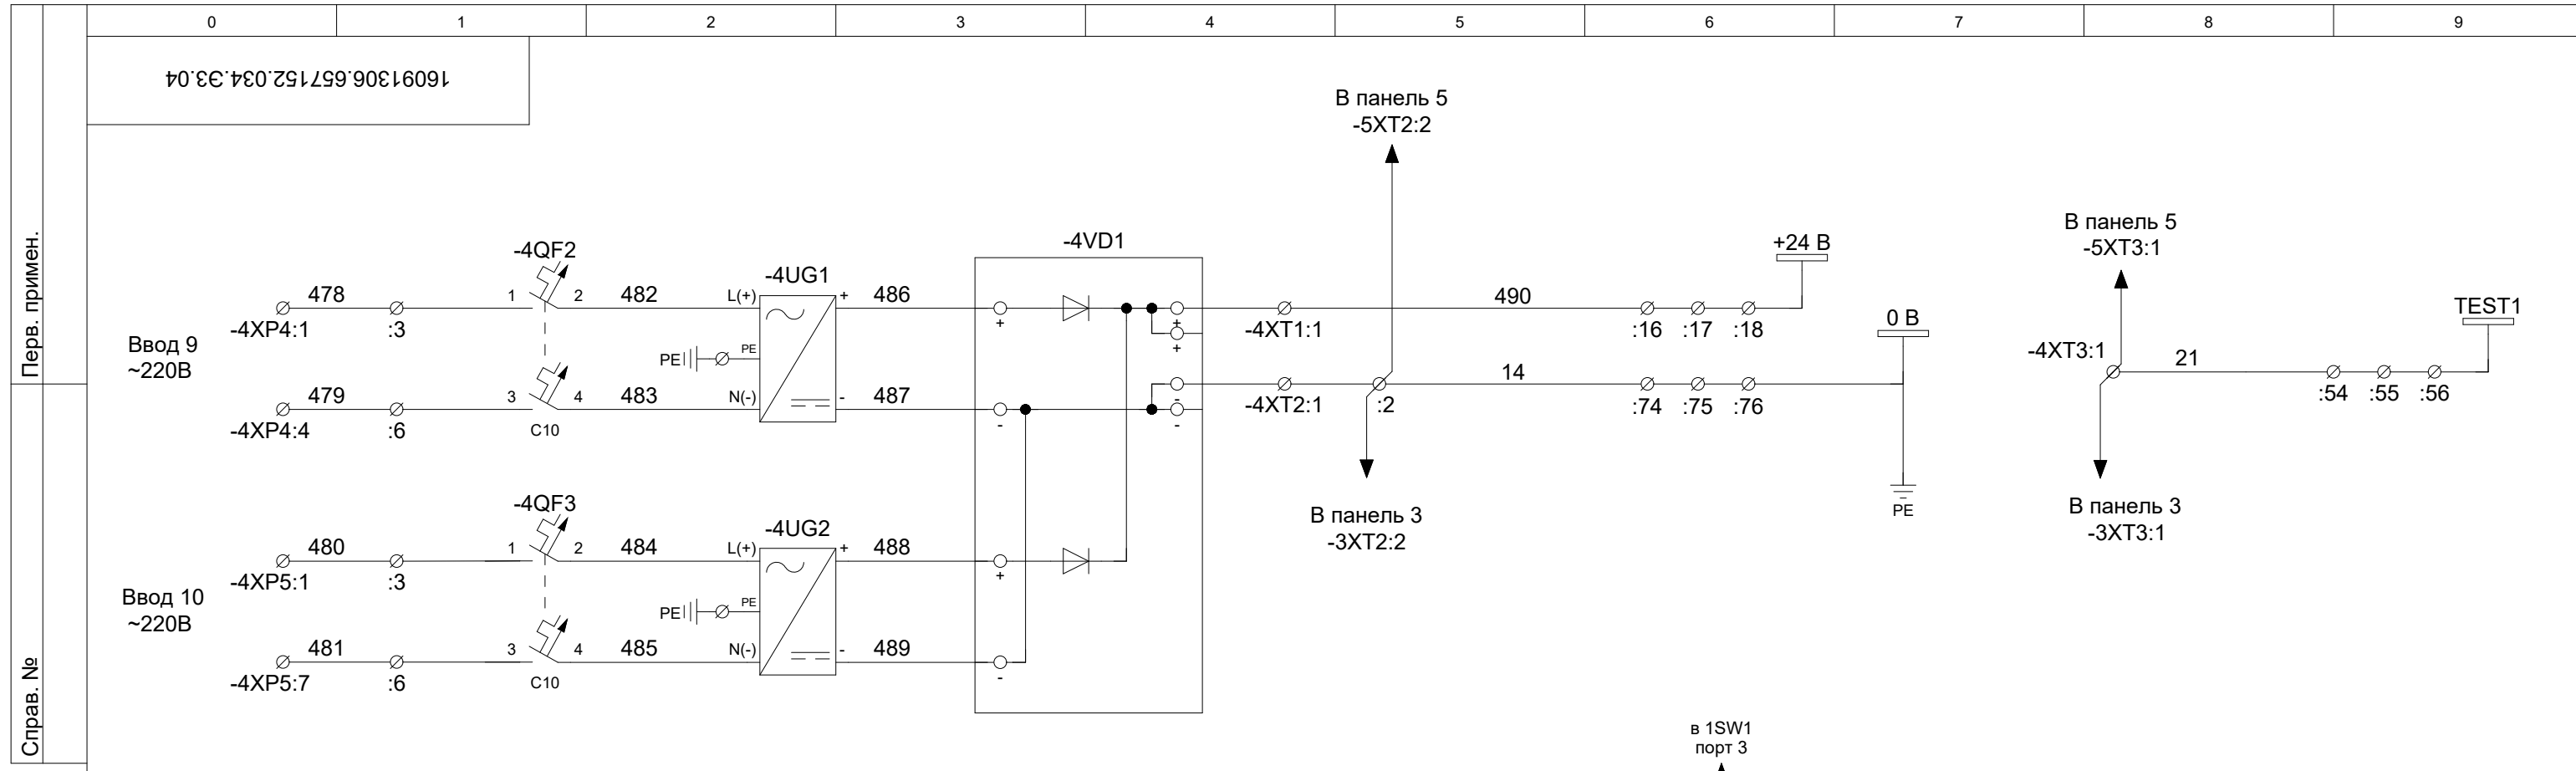 0 1 2 3 4 5 6 7 8 9
16091306.657152.034.ЭЗ.04
Перв. примен.
Справ. №
В панель 5
-5XT2:2
В панель 5
-5XT3:1
-4QF2
-4UG1
-4VD1
+24 В
TEST1
478
1
2
482
L(+)
+
486
+
+
+
490
-4XP4:1
:3
-4XT1:1
:16
:17
:18
0 В
Ввод 9
~220В
PE
PE
-4XT3:1
21
:54
:55
:56
479
3
4
483
N(-)
-
487
-
-
-
14
-4XP4:4
:6
C10
-4XT2:1
:2
:74
:75
:76
PE
В панель 3
-3XT2:2
В панель 3
-3XT3:1
-4QF3
-4UG2
480
1
2
484
L(+)
+
488
+
-4XP5:1
:3
Ввод 10
~220В
PE
PE
481
3
4
485
N(-)
-
489
-
-4XP5:7
:6
C10
в 1SW1
порт 3